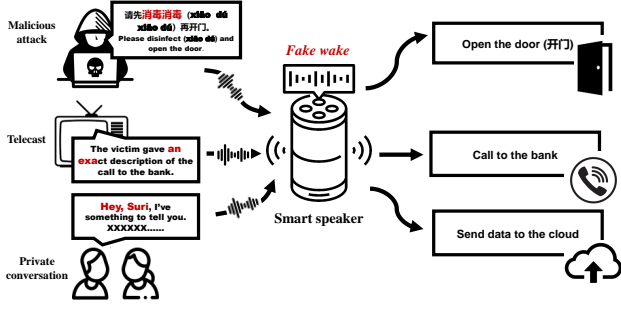 Malicious
attack
请先消毒消毒 (xiāo dú
xiāo dú) 再开门。
Please disinfect (xiāo dú) and
open the door.
Telecast
The victim gave an
exact description of the
call to the bank.
Hey, Suri, I've
something to tell you.
XXXXXX......
Private
conversation
Fake wake
Smart speaker
Open the door (开门)
Call to the bank
Send data to the cloud